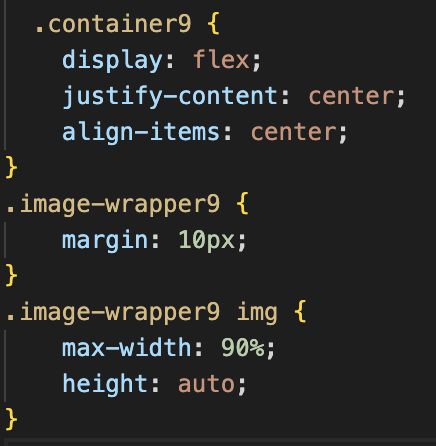 .container9 {
display: flex;
justify-content: center;
align-items: center;
}
.image-wrapper9 {
margin: 10px;
}
.image-wrapper9 img {
max-width: 90%;
height: auto;
}